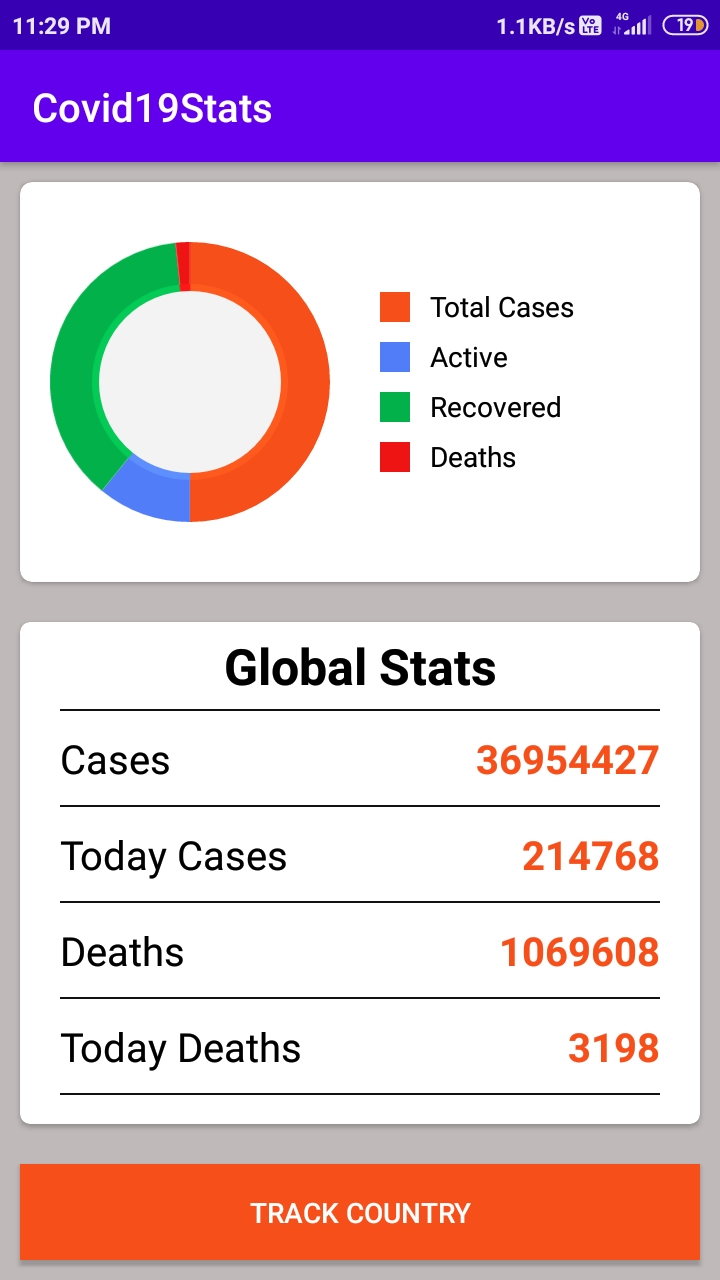 11:29 PM 1.1KB/s Vo LTE 4G 19
Covid19Stats
Total Cases
Active
Recovered
Deaths
Global Stats
Cases 36954427
Today Cases 214768
Deaths 1069608
Today Deaths 3198
TRACK COUNTRY